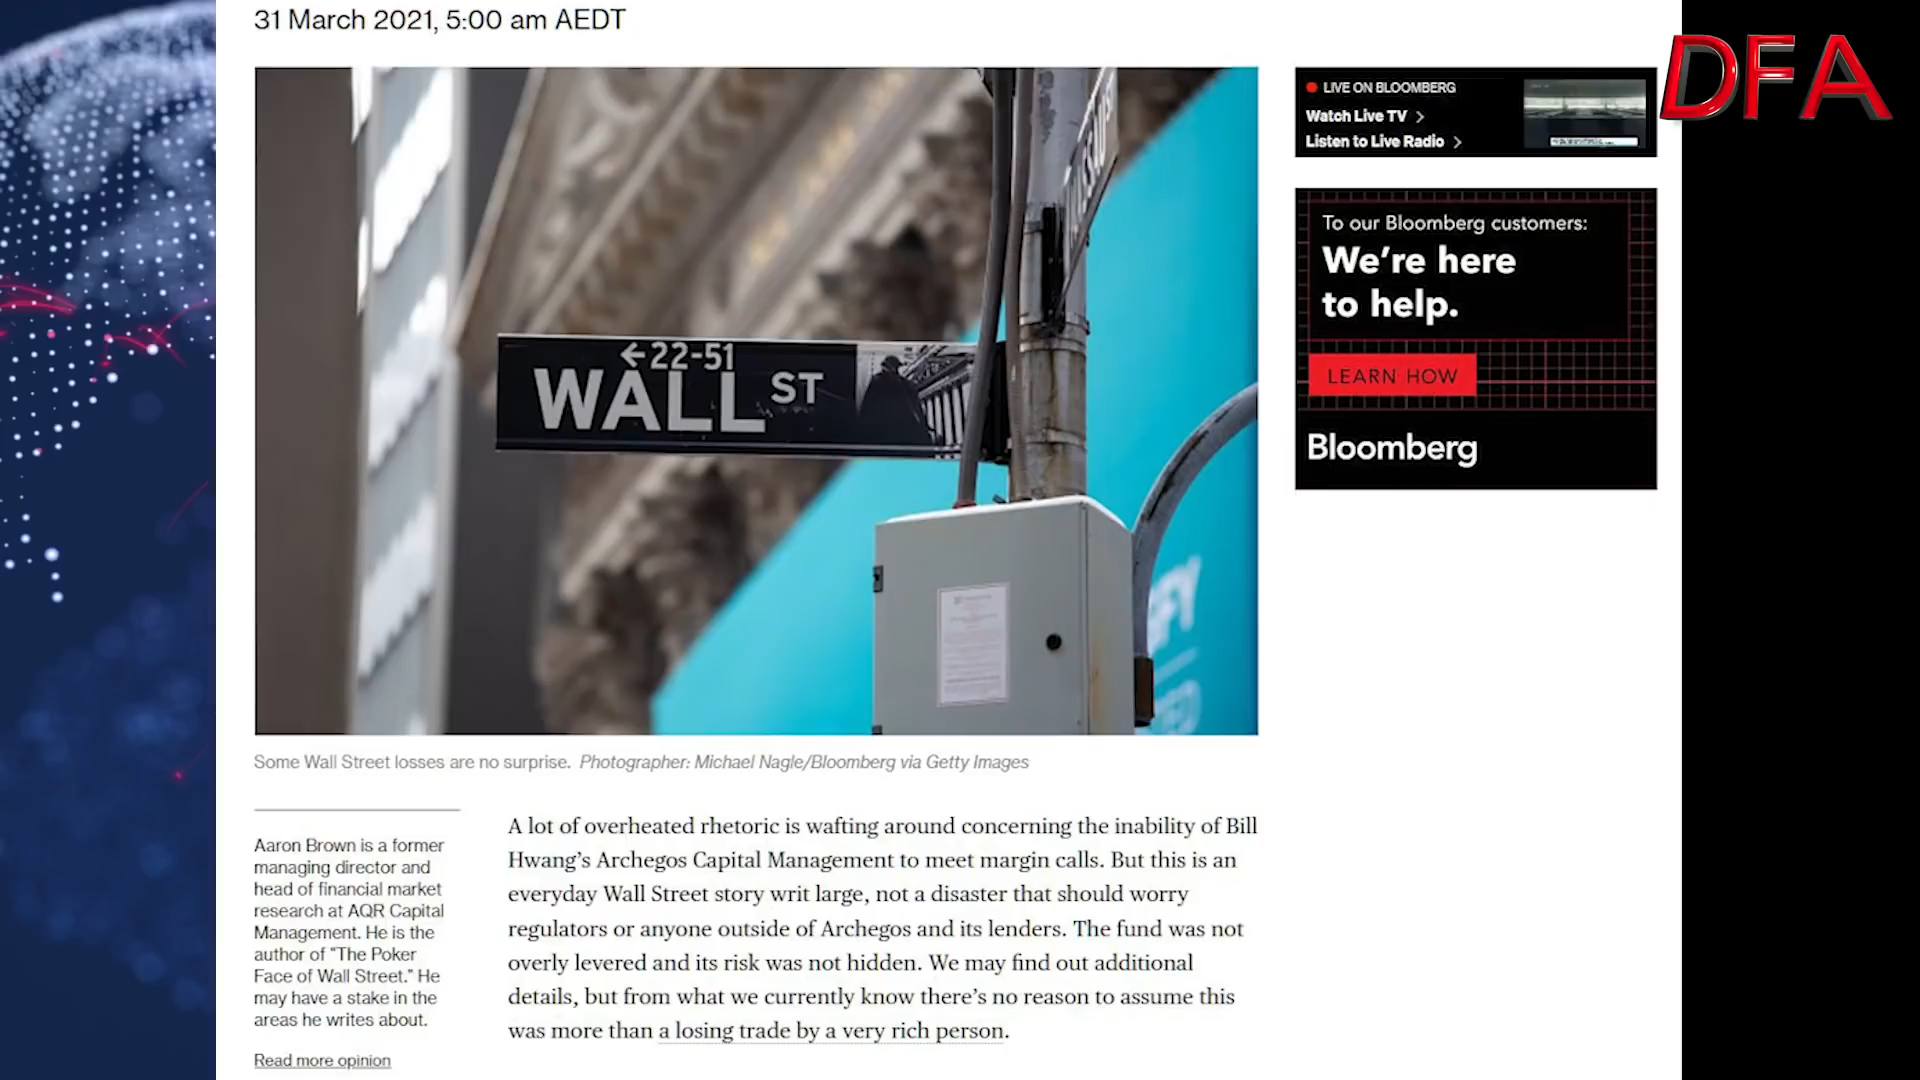 31 March 2021, 5:00 am AEDT
DFA
LIVE ON BLOOMBERG
Watch Live TV
Listen to Live Radio
To our Bloomberg customers:
We're here
to help.
LEARN HOW
Bloomberg
←22-51
WALL ST
Some Wall Street losses are no surprise. Photographer: Michael Nagle/Bloomberg via Getty Images
Aaron Brown is a former
managing director and
head of financial market
research at AQR Capital
Management. He is the
author of "The Poker
Face of Wall Street." He
may have a stake in the
areas he writes about.
Read more opinion
A lot of overheated rhetoric is wafting around concerning the inability of Bill
Hwang's Archegos Capital Management to meet margin calls. But this is an
everyday Wall Street story writ large, not a disaster that should worry
regulators or anyone outside of Archegos and its lenders. The fund was not
overly levered and its risk was not hidden. We may find out additional
details, but from what we currently know there's no reason to assume this
was more than a losing trade by a very rich person.